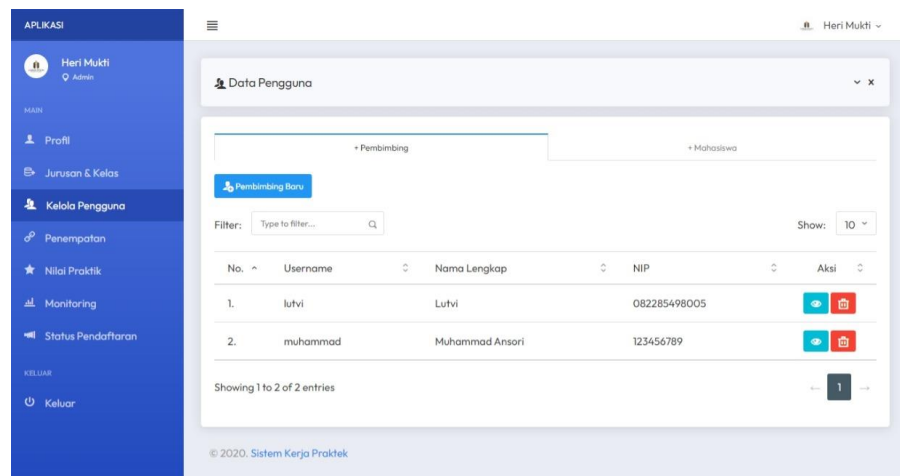 APLIKASI
Heri Mukti
Heri Mukti
Admin
MAIN
Profil
Jurusan & Kelas
Kelola Pengguna
Penempatan
Nilai Praktik
Monitoring
Status Pendaftaran
KELUAR
Keluar
Data Pengguna
+ Pembimbing + Mahasiswa
Pembimbing Baru
Filter: Type to filter... Show: 10
No. Username Nama Lengkap NIP Aksi
1. lutvi Lutvi 082285498005
2. muhammad Muhammad Ansori 123456789
Showing 1 to 2 of 2 entries ← 1 →
© 2020. Sistem Kerja Praktek